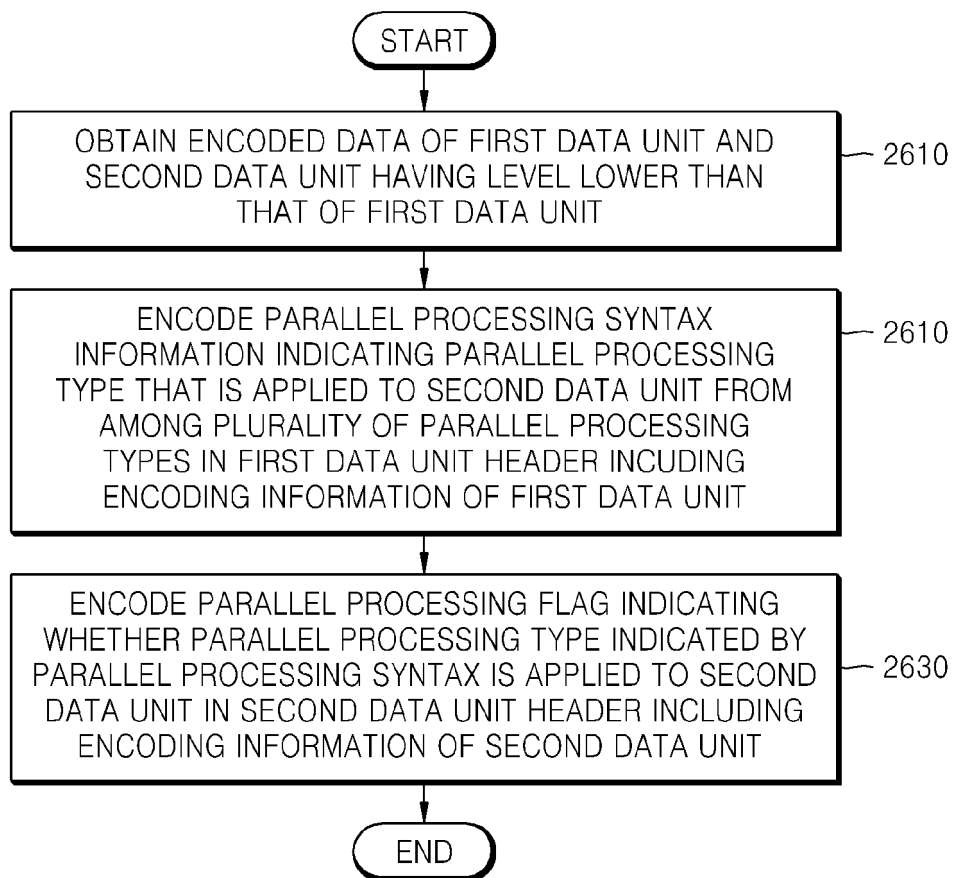 START
OBTAIN ENCODED DATA OF FIRST DATA UNIT AND
SECOND DATA UNIT HAVING LEVEL LOWER THAN
THAT OF FIRST DATA UNIT
2610
ENCODE PARALLEL PROCESSING SYNTAX
INFORMATION INDICATING PARALLEL PROCESSING
TYPE THAT IS APPLIED TO SECOND DATA UNIT FROM
AMONG PLURALITY OF PARALLEL PROCESSING
TYPES IN FIRST DATA UNIT HEADER INCUDING
ENCODING INFORMATION OF FIRST DATA UNIT
2610
ENCODE PARALLEL PROCESSING FLAG INDICATING
WHETHER PARALLEL PROCESSING TYPE INDICATED BY
PARALLEL PROCESSING SYNTAX IS APPLIED TO SECOND
DATA UNIT IN SECOND DATA UNIT HEADER INCLUDING
ENCODING INFORMATION OF SECOND DATA UNIT
2630
END